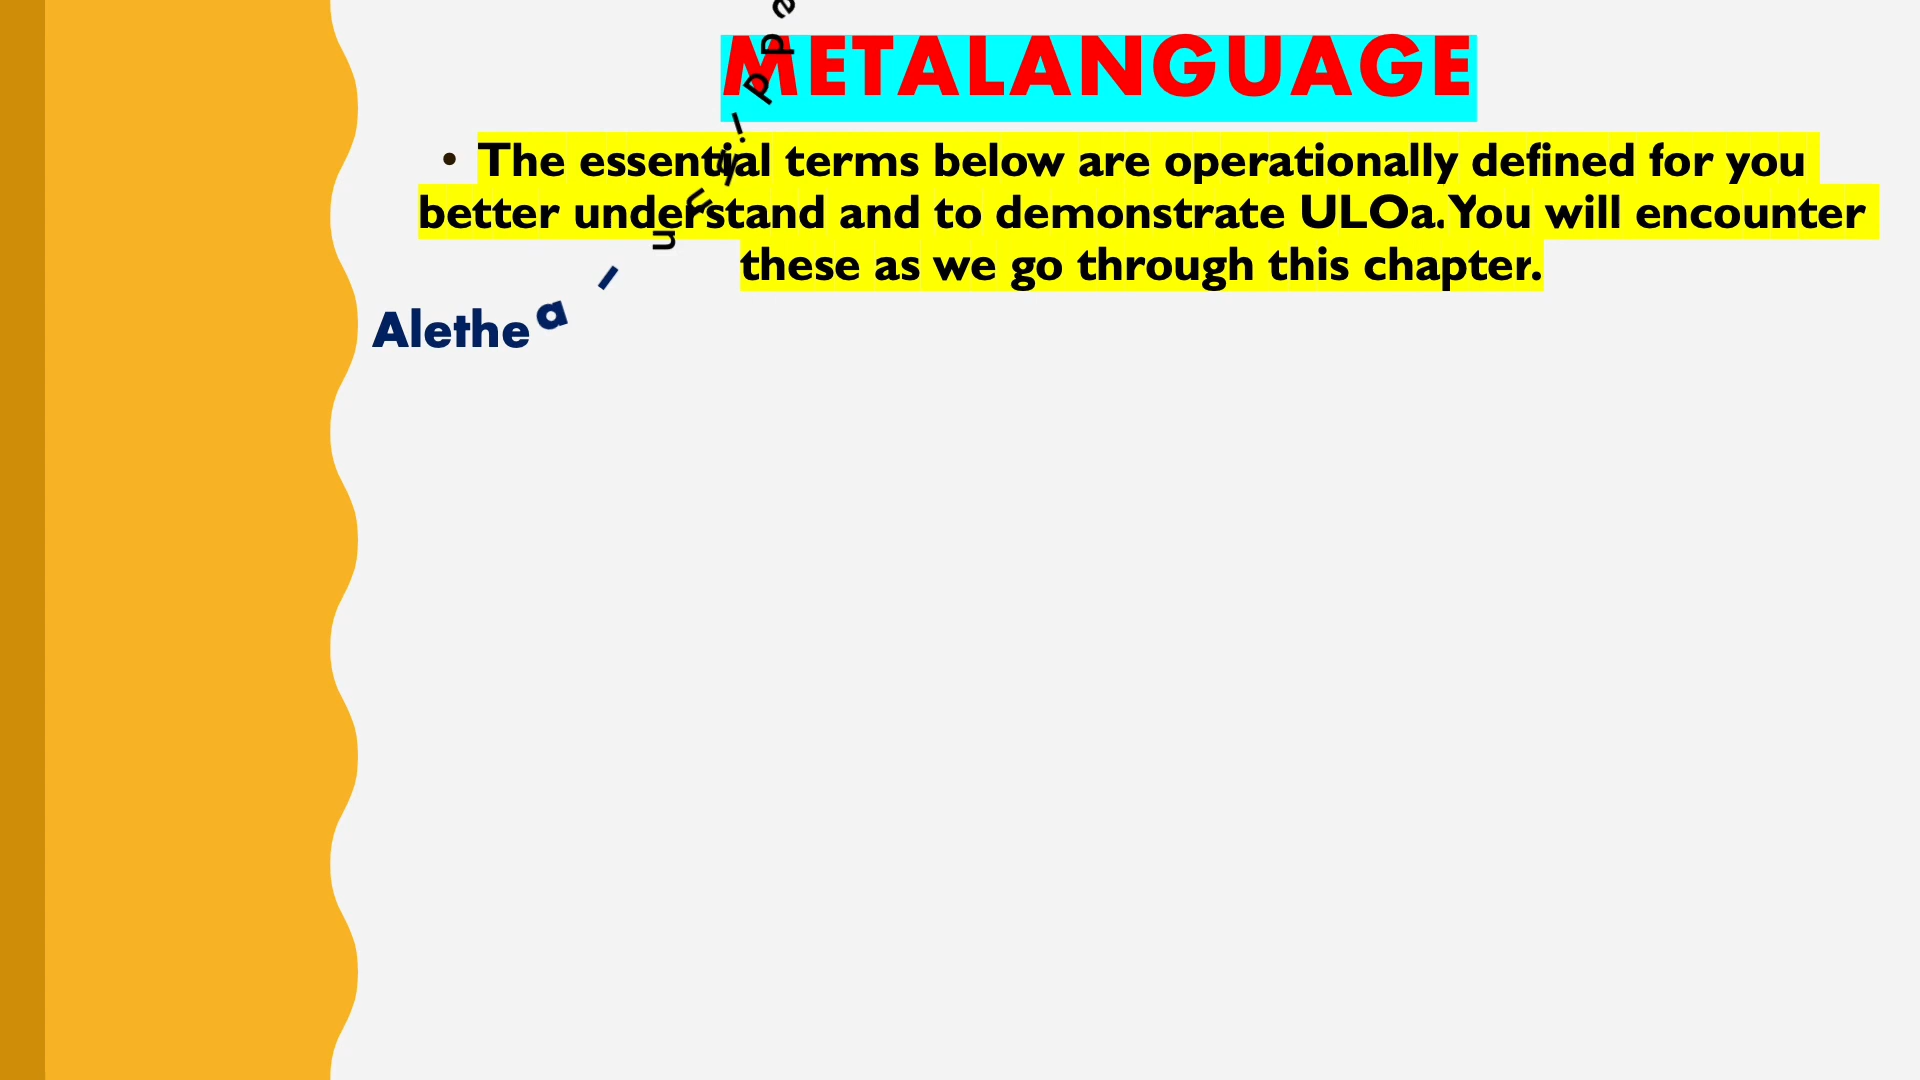 METALANGUAGE
• The essential terms below are operationally defined for you
better understand and to demonstrate ULOa. You will encounter
these as we go through this chapter.
Alethea –